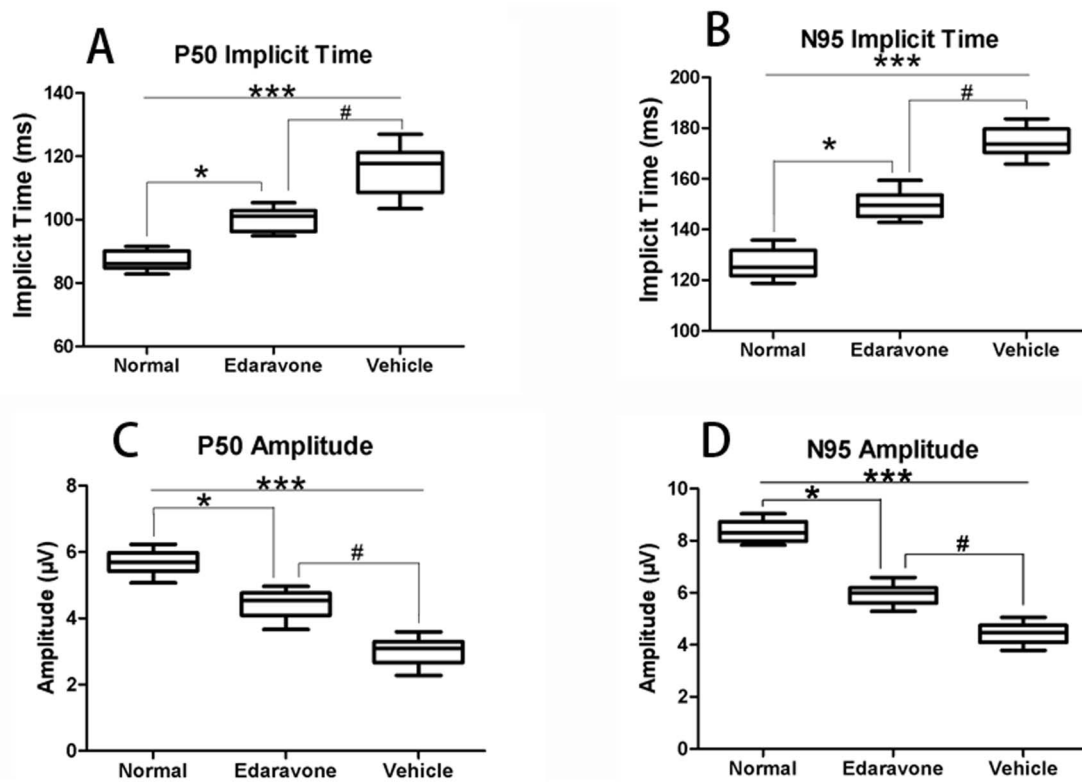 A
P50 Implicit Time
***
#
*
Implicit Time (ms)
140
120
100
80
60
Normal Edaravone Vehicle
B
N95 Implicit Time
***
#
*
Implicit Time (ms)
200
180
160
140
120
100
Normal Edaravone Vehicle
C
P50 Amplitude
***
*
#
Amplitude (µV)
8
6
4
2
0
Normal Edaravone Vehicle
D
N95 Amplitude
***
*
#
Amplitude (µV)
10
8
6
4
2
0
Normal Edaravone Vehicle